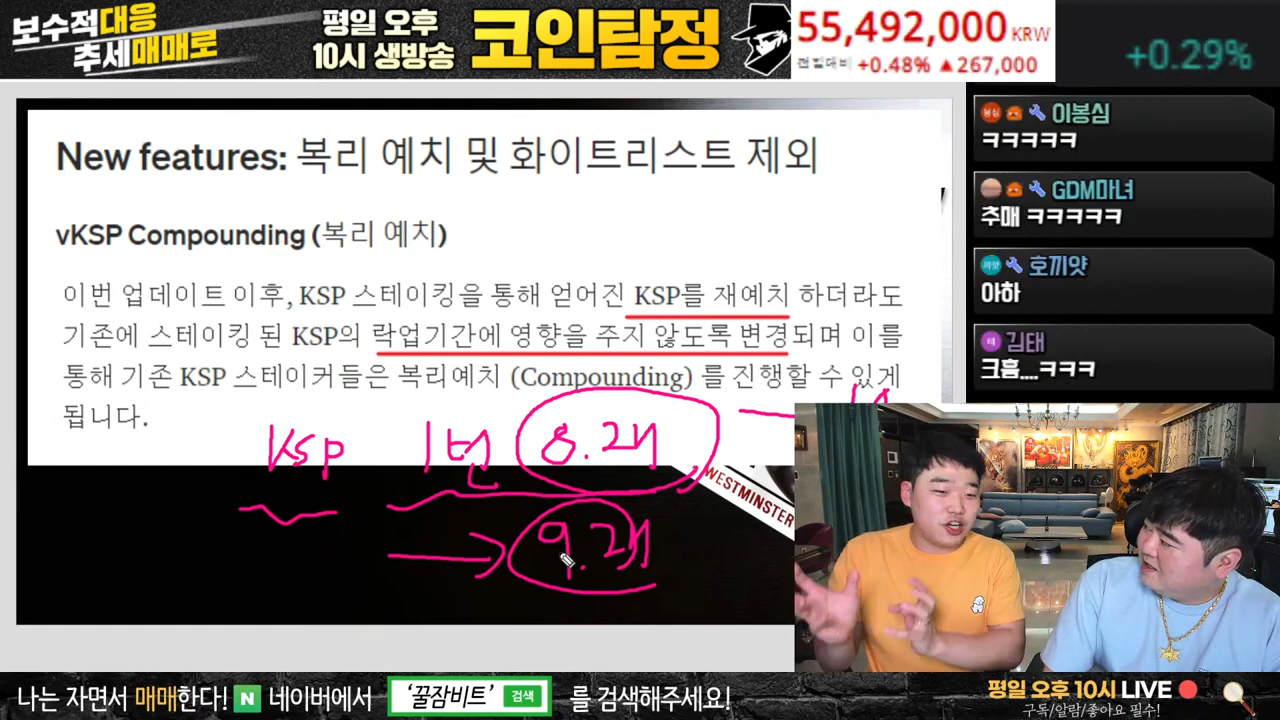 보수적대응
추세매매로
평일 오후
10시 생방송
코인탐정
55,492,000 KRW
전일대비 +0.48% ▲267,000
+0.29%
New features: 복리 예치 및 화이트리스트 제외
vKSP Compounding (복리 예치)
이번 업데이트 이후, KSP 스테이킹을 통해 얻어진 KSP를 재예치 하더라도
기존에 스테이킹 된 KSP의 락업기간에 영향을 주지 않도록 변경되며 이를
통해 기존 KSP 스테이커들은 복리예치 (Compounding) 를 진행할 수 있게
됩니다.
KSP 1번 8.개
→ 9.개
WESTMINSTER
이봉심
ㅋㅋㅋㅋㅋ
GDM마녀
추매 ㅋㅋㅋㅋㅋ
호끼얏
아하
김태
크흠....ㅋㅋㅋ
나는 자면서 매매한다! N 네이버에서 '꿀잠비트' 검색 를 검색해주세요!
평일 오후 10시 LIVE
구독/알람/좋아요 필수!